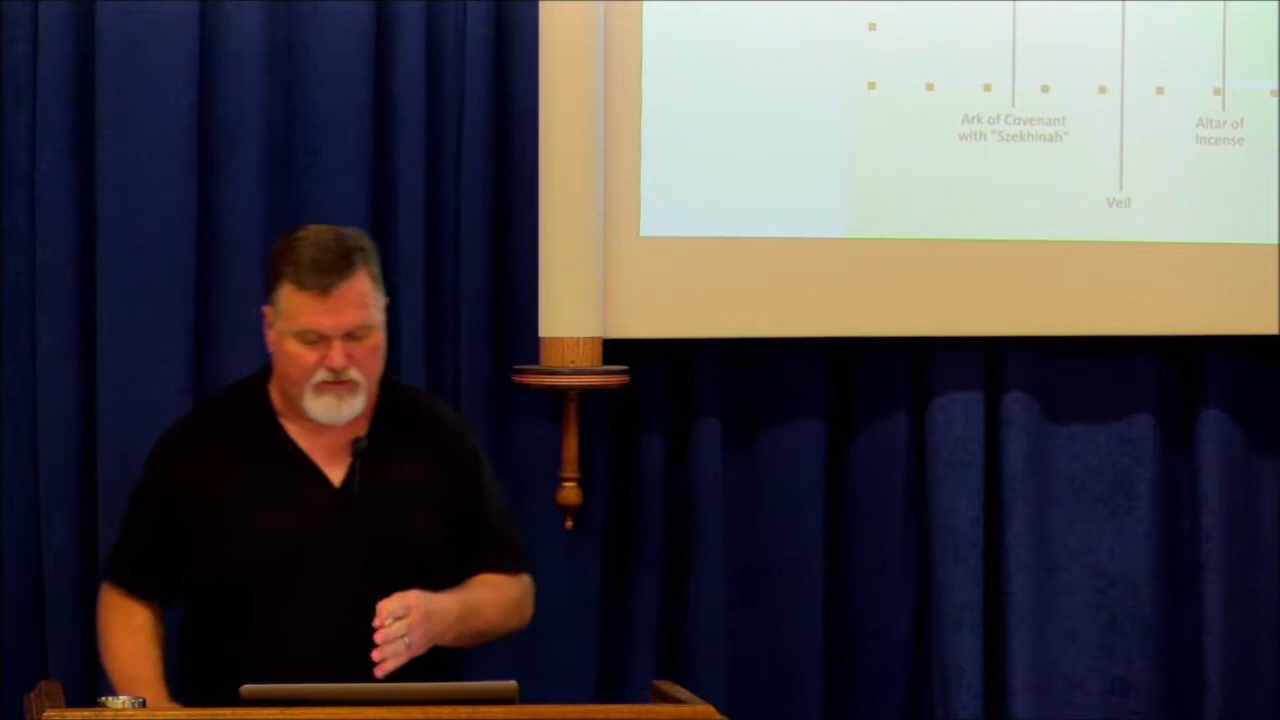 Ark of Covenant
with "Szekhinah"
Altar of
Incense
Veil